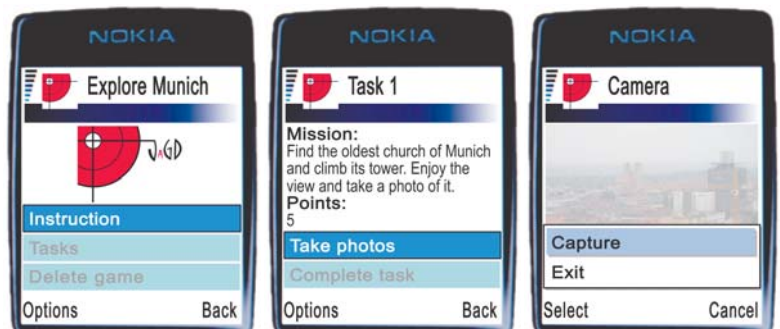 NOKIA
Explore Munich
JAGD
Instruction
Tasks
Delete game
Options Back
NOKIA
Task 1
Mission:
Find the oldest church of Munich
and climb its tower. Enjoy the
view and take a photo of it.
Points:
5
Take photos
Complete task
Options Back
NOKIA
Camera
Capture
Exit
Select Cancel